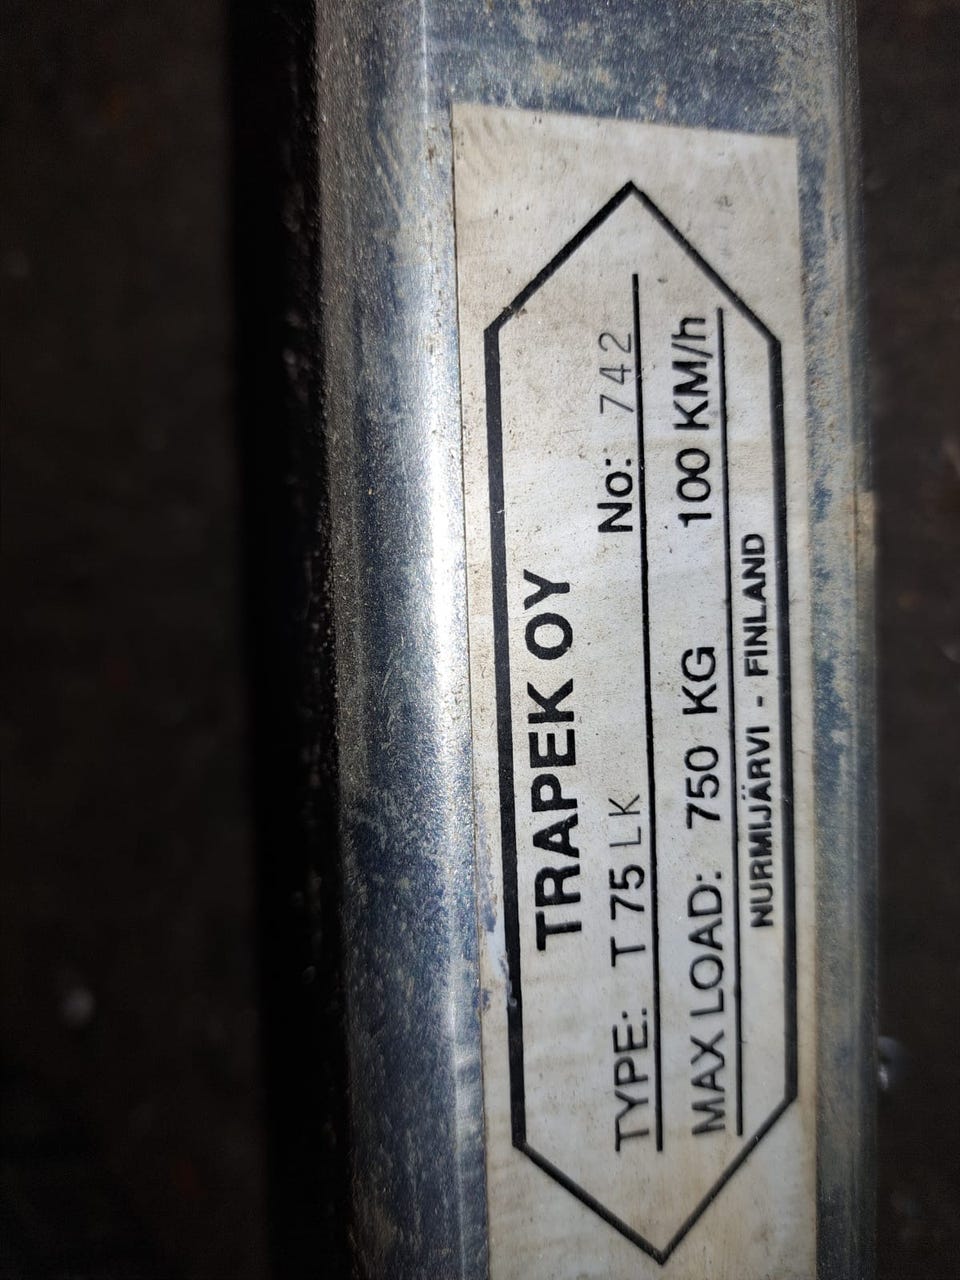 TRAPEK OY
TYPE: T 75 LK No: 742
MAX LOAD: 750 KG 100 KM/h
NURMIJÄRVI - FINLAND